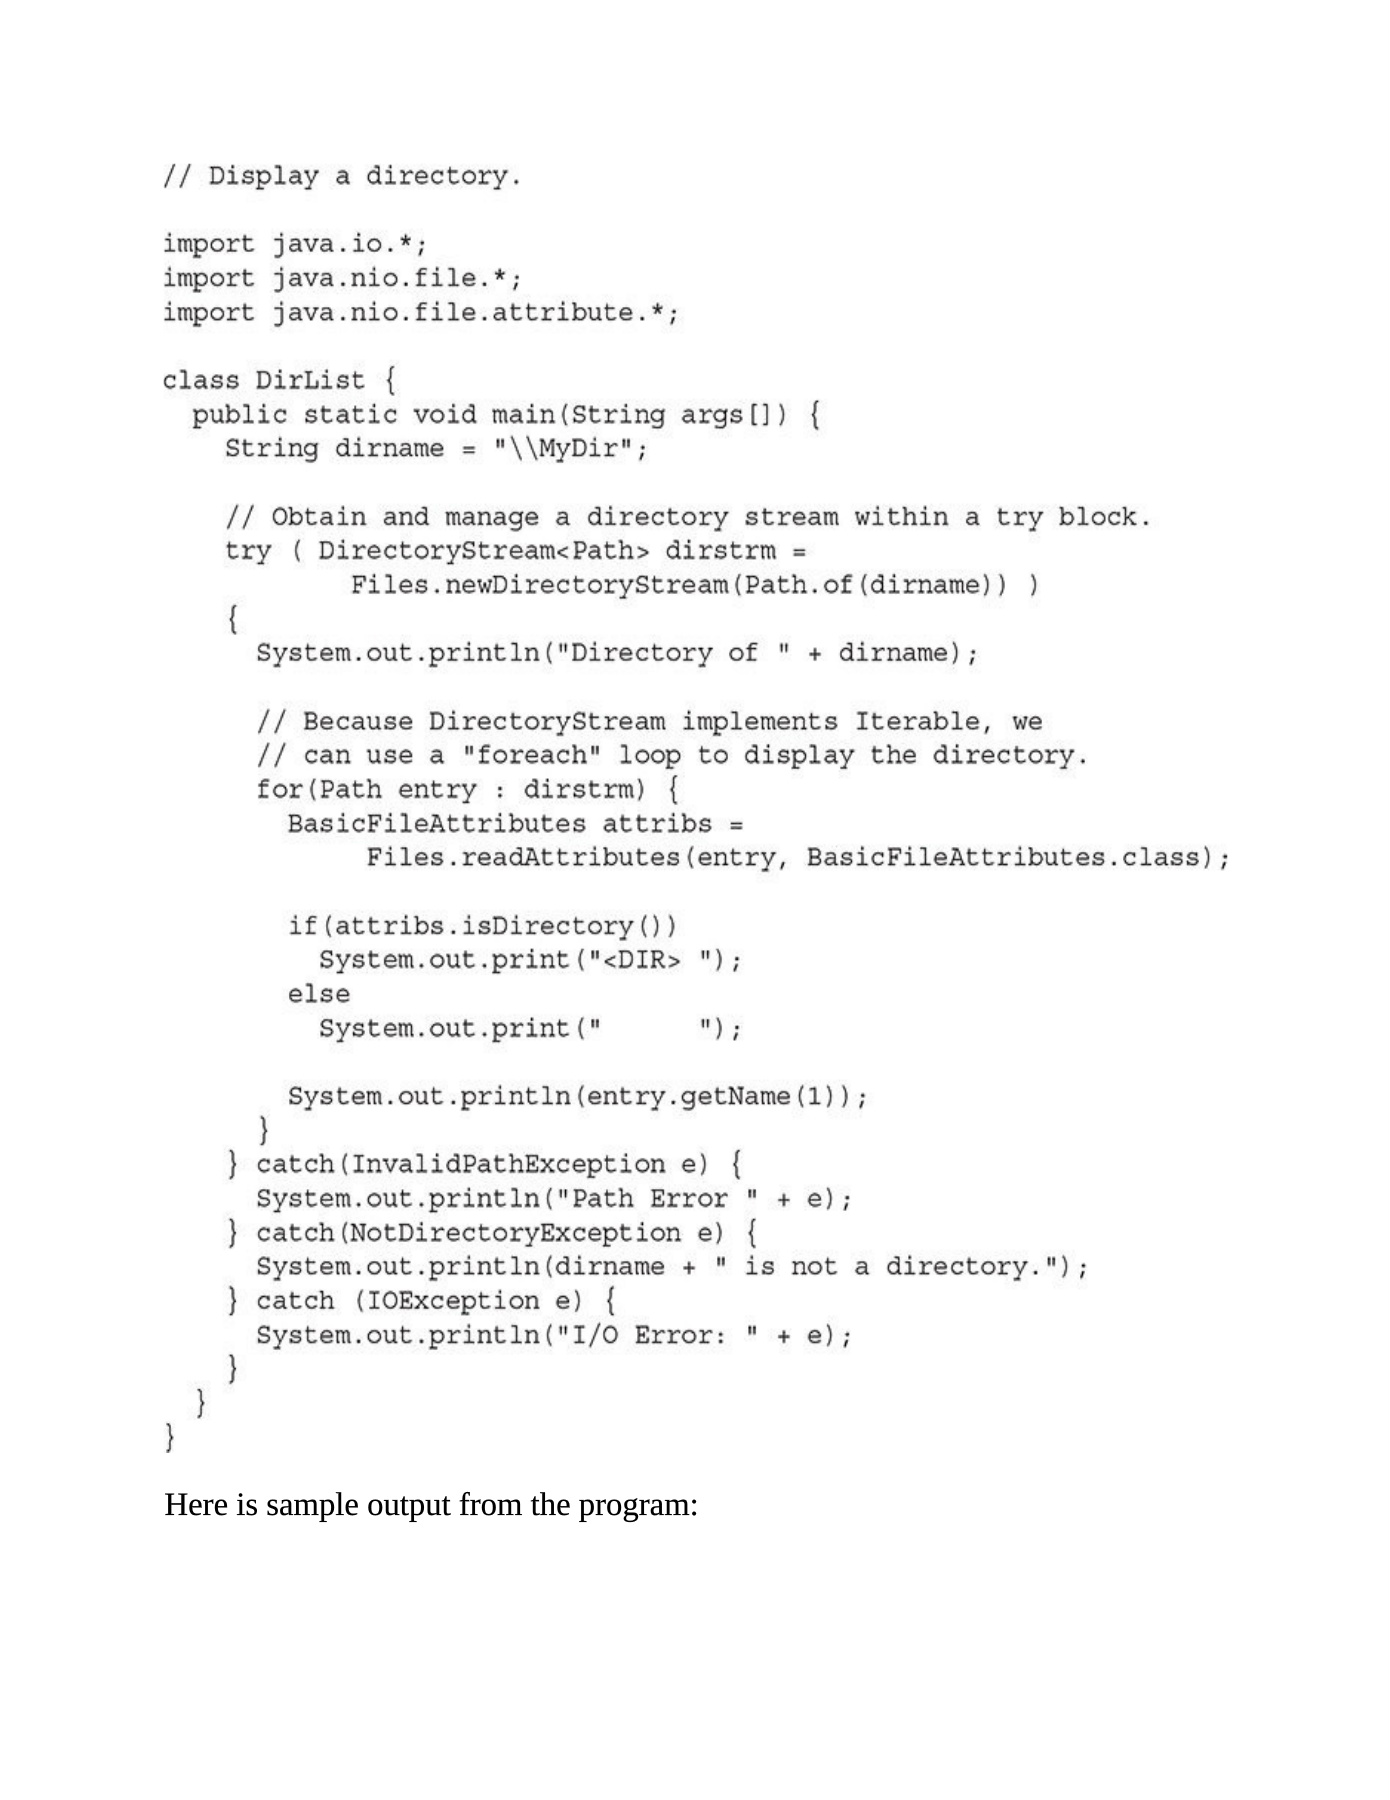 // Display a directory.

import java.io.*;
import java.nio.file.*;
import java.nio.file.attribute.*;

class DirList {
  public static void main(String args[]) {
    String dirname = "\\MyDir";

    // Obtain and manage a directory stream within a try block.
    try ( DirectoryStream<Path> dirstrm =
            Files.newDirectoryStream(Path.of(dirname)) )
    {
      System.out.println("Directory of " + dirname);

      // Because DirectoryStream implements Iterable, we
      // can use a "foreach" loop to display the directory.
      for(Path entry : dirstrm) {
        BasicFileAttributes attribs =
             Files.readAttributes(entry, BasicFileAttributes.class);

        if(attribs.isDirectory())
          System.out.print("<DIR> ");
        else
          System.out.print("      ");

        System.out.println(entry.getName(1));
      }
    } catch(InvalidPathException e) {
      System.out.println("Path Error " + e);
    } catch(NotDirectoryException e) {
      System.out.println(dirname + " is not a directory.");
    } catch (IOException e) {
      System.out.println("I/O Error: " + e);
    }
  }
}
Here is sample output from the program: